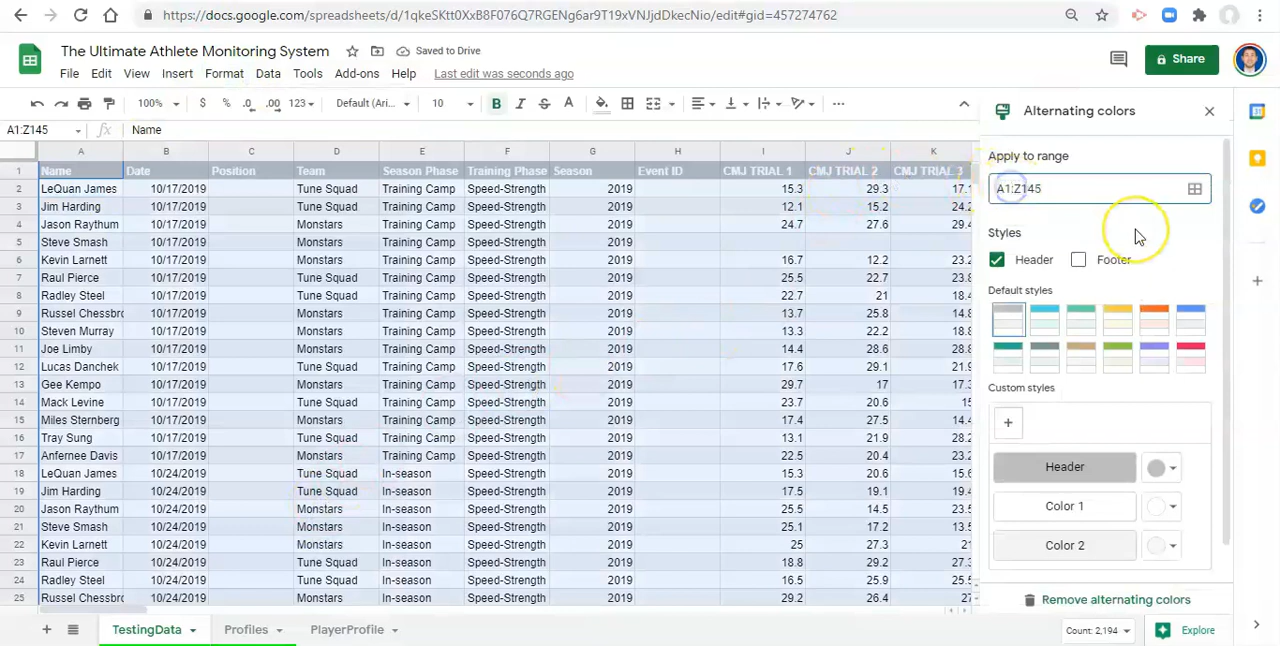 https://docs.google.com/spreadsheets/d/1qkeSKtt0XxB8F076Q7RGENg6ar9T19xVNJjdDkecNio/edit#gid=457274762
The Ultimate Athlete Monitoring System Saved to Drive
File Edit View Insert Format Data Tools Add-ons Help Last edit was seconds ago
Share
100% $ % .0 .00 123 Default (Ari... 10 B I S A
A1:Z145 fx Name
A B C D E F G H I J K
1 Name Date Position Team Season Phase Training Phase Season Event ID CMJ TRIAL 1 CMJ TRIAL 2 CMJ TRIAL 3
2 LeQuan James 10/17/2019 Tune Squad Training Camp Speed-Strength 2019 15.3 29.3 17.1
3 Jim Harding 10/17/2019 Tune Squad Training Camp Speed-Strength 2019 12.1 15.2 24.2
4 Jason Raythum 10/17/2019 Monstars Training Camp Speed-Strength 2019 24.7 27.6 29.4
5 Steve Smash 10/17/2019 Monstars Training Camp Speed-Strength 2019
6 Kevin Larnett 10/17/2019 Monstars Training Camp Speed-Strength 2019 16.7 12.2 23.2
7 Raul Pierce 10/17/2019 Tune Squad Training Camp Speed-Strength 2019 25.5 22.7 23.8
8 Radley Steel 10/17/2019 Tune Squad Training Camp Speed-Strength 2019 22.7 21 18.4
9 Russel Chessbro 10/17/2019 Monstars Training Camp Speed-Strength 2019 13.7 25.8 14.8
10 Steven Murray 10/17/2019 Tune Squad Training Camp Speed-Strength 2019 13.3 22.2 18.8
11 Joe Limby 10/17/2019 Monstars Training Camp Speed-Strength 2019 14.4 28.6 28.8
12 Lucas Danchek 10/17/2019 Tune Squad Training Camp Speed-Strength 2019 17.6 29.1 21.9
13 Gee Kempo 10/17/2019 Monstars Training Camp Speed-Strength 2019 29.7 17 17.3
14 Mack Levine 10/17/2019 Tune Squad Training Camp Speed-Strength 2019 23.7 20.6 15
15 Miles Sternberg 10/17/2019 Monstars Training Camp Speed-Strength 2019 17.4 27.5 14.4
16 Tray Sung 10/17/2019 Tune Squad Training Camp Speed-Strength 2019 13.1 21.9 28.2
17 Anfernee Davis 10/17/2019 Monstars Training Camp Speed-Strength 2019 22.5 20.4 23.2
18 LeQuan James 10/24/2019 Tune Squad In-season Speed-Strength 2019 15.3 20.6 15.6
19 Jim Harding 10/24/2019 Tune Squad In-season Speed-Strength 2019 17.5 19.1 19.4
20 Jason Raythum 10/24/2019 Monstars In-season Speed-Strength 2019 25.5 14.5 23.5
21 Steve Smash 10/24/2019 Monstars In-season Speed-Strength 2019 25.1 17.2 13.5
22 Kevin Larnett 10/24/2019 Monstars In-season Speed-Strength 2019 25 27.3 21
23 Raul Pierce 10/24/2019 Tune Squad In-season Speed-Strength 2019 18.8 29.2 27.3
24 Radley Steel 10/24/2019 Tune Squad In-season Speed-Strength 2019 16.5 25.9 25.5
25 Russel Chessbro 10/24/2019 Monstars In-season Speed-Strength 2019 29.2 26.4 27
Alternating colors
Apply to range
A1:Z145
Styles
Header Footer
Default styles
Custom styles
+
Header
Color 1
Color 2
Remove alternating colors
TestingData Profiles PlayerProfile Count: 2,194 Explore